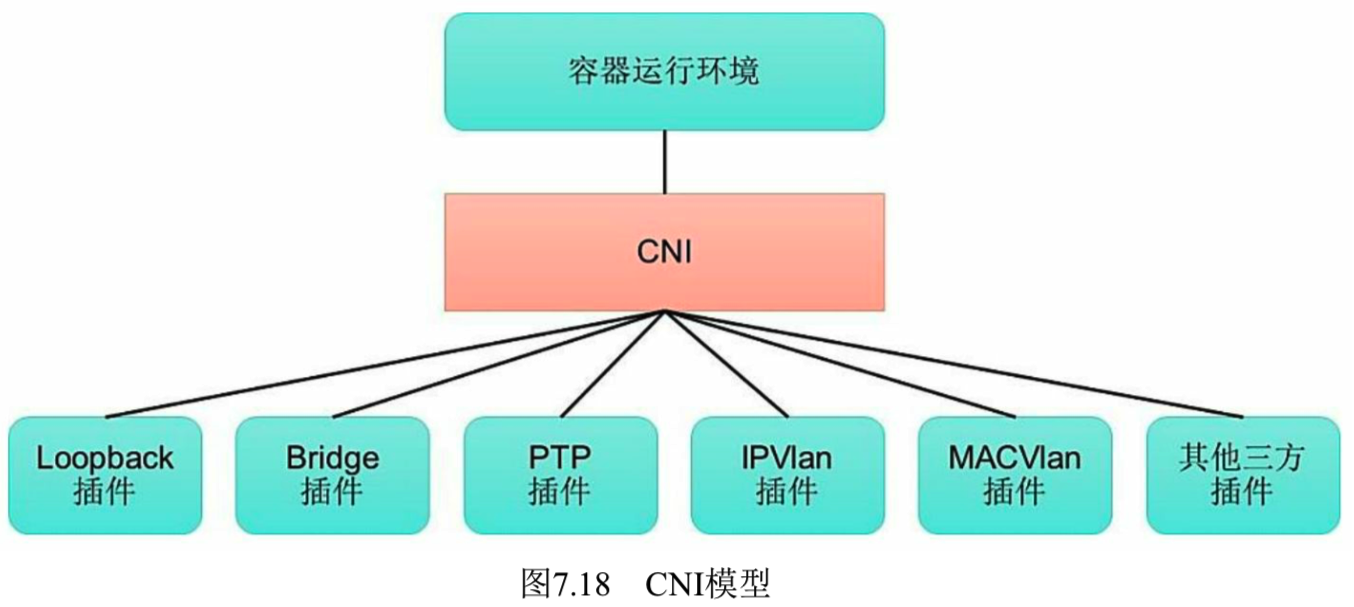 容器运行环境
CNI
Loopback
插件
Bridge
插件
PTP
插件
IPVlan
插件
MACVlan
插件
其他三方
插件
图7.18 CNI模型